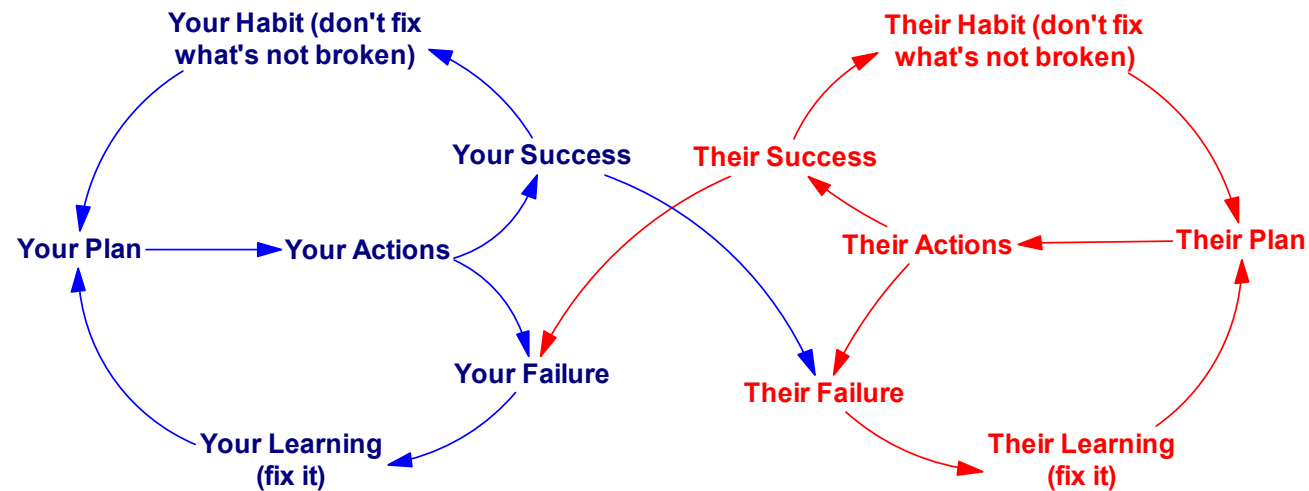 Your Habit (don't fix
what's not broken)
Their Habit (don't fix
what's not broken)
Your Success
Their Success
Your Plan
Your Actions
Their Actions
Their Plan
Your Failure
Their Failure
Your Learning
(fix it)
Their Learning
(fix it)